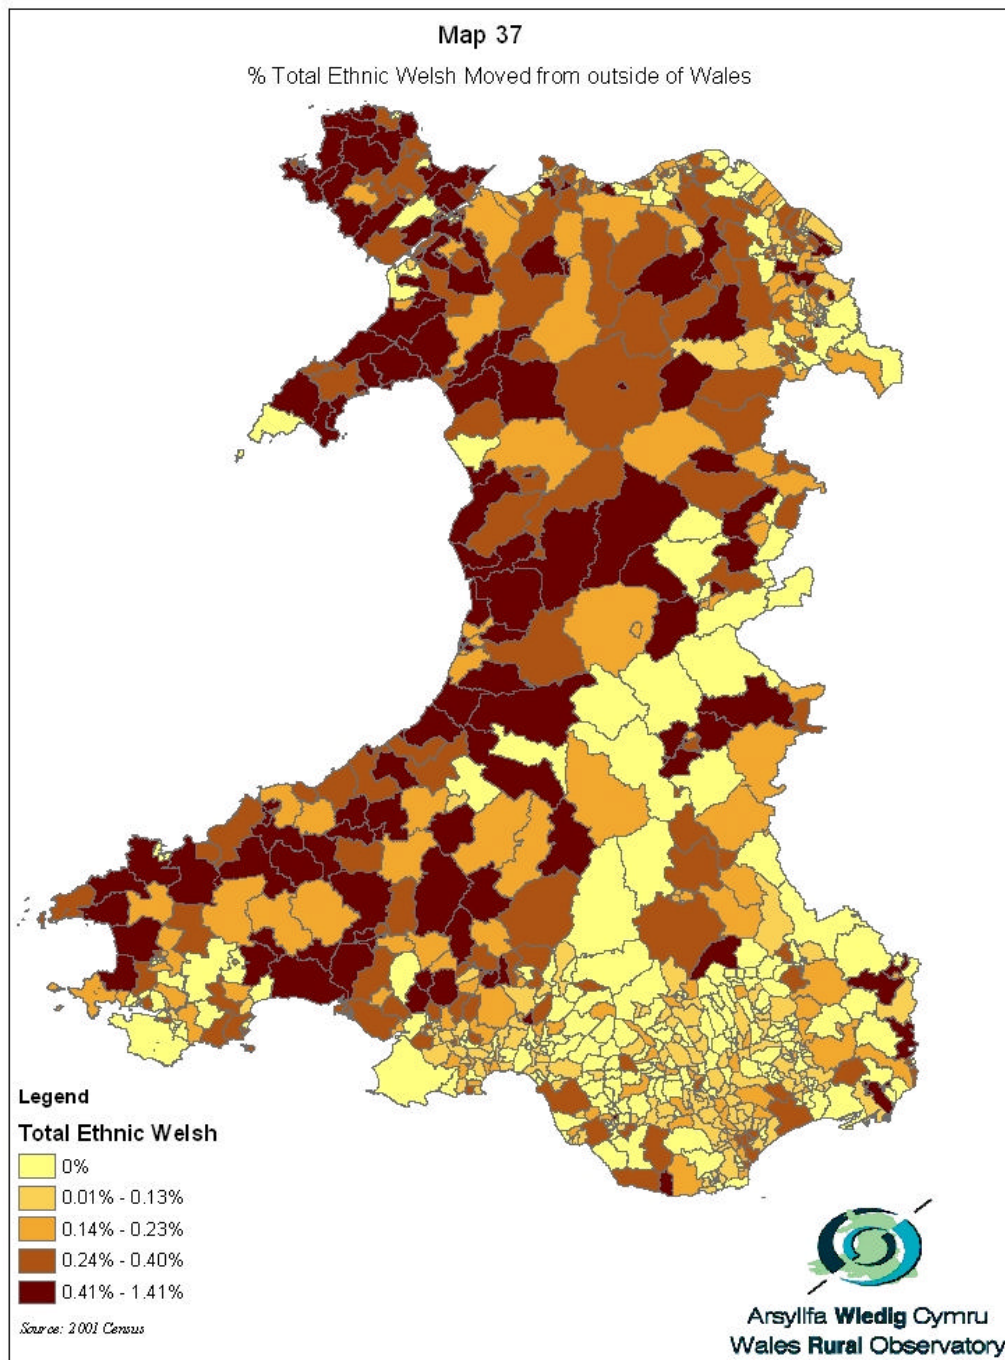 Map 37
% Total Ethnic Welsh Moved from outside of Wales
Legend
Total Ethnic Welsh
0%
0.01% - 0.13%
0.14% - 0.23%
0.24% - 0.40%
0.41% - 1.41%
Source: 2001 Census
Arsyllfa Wledig Cymru
Wales Rural Observatory